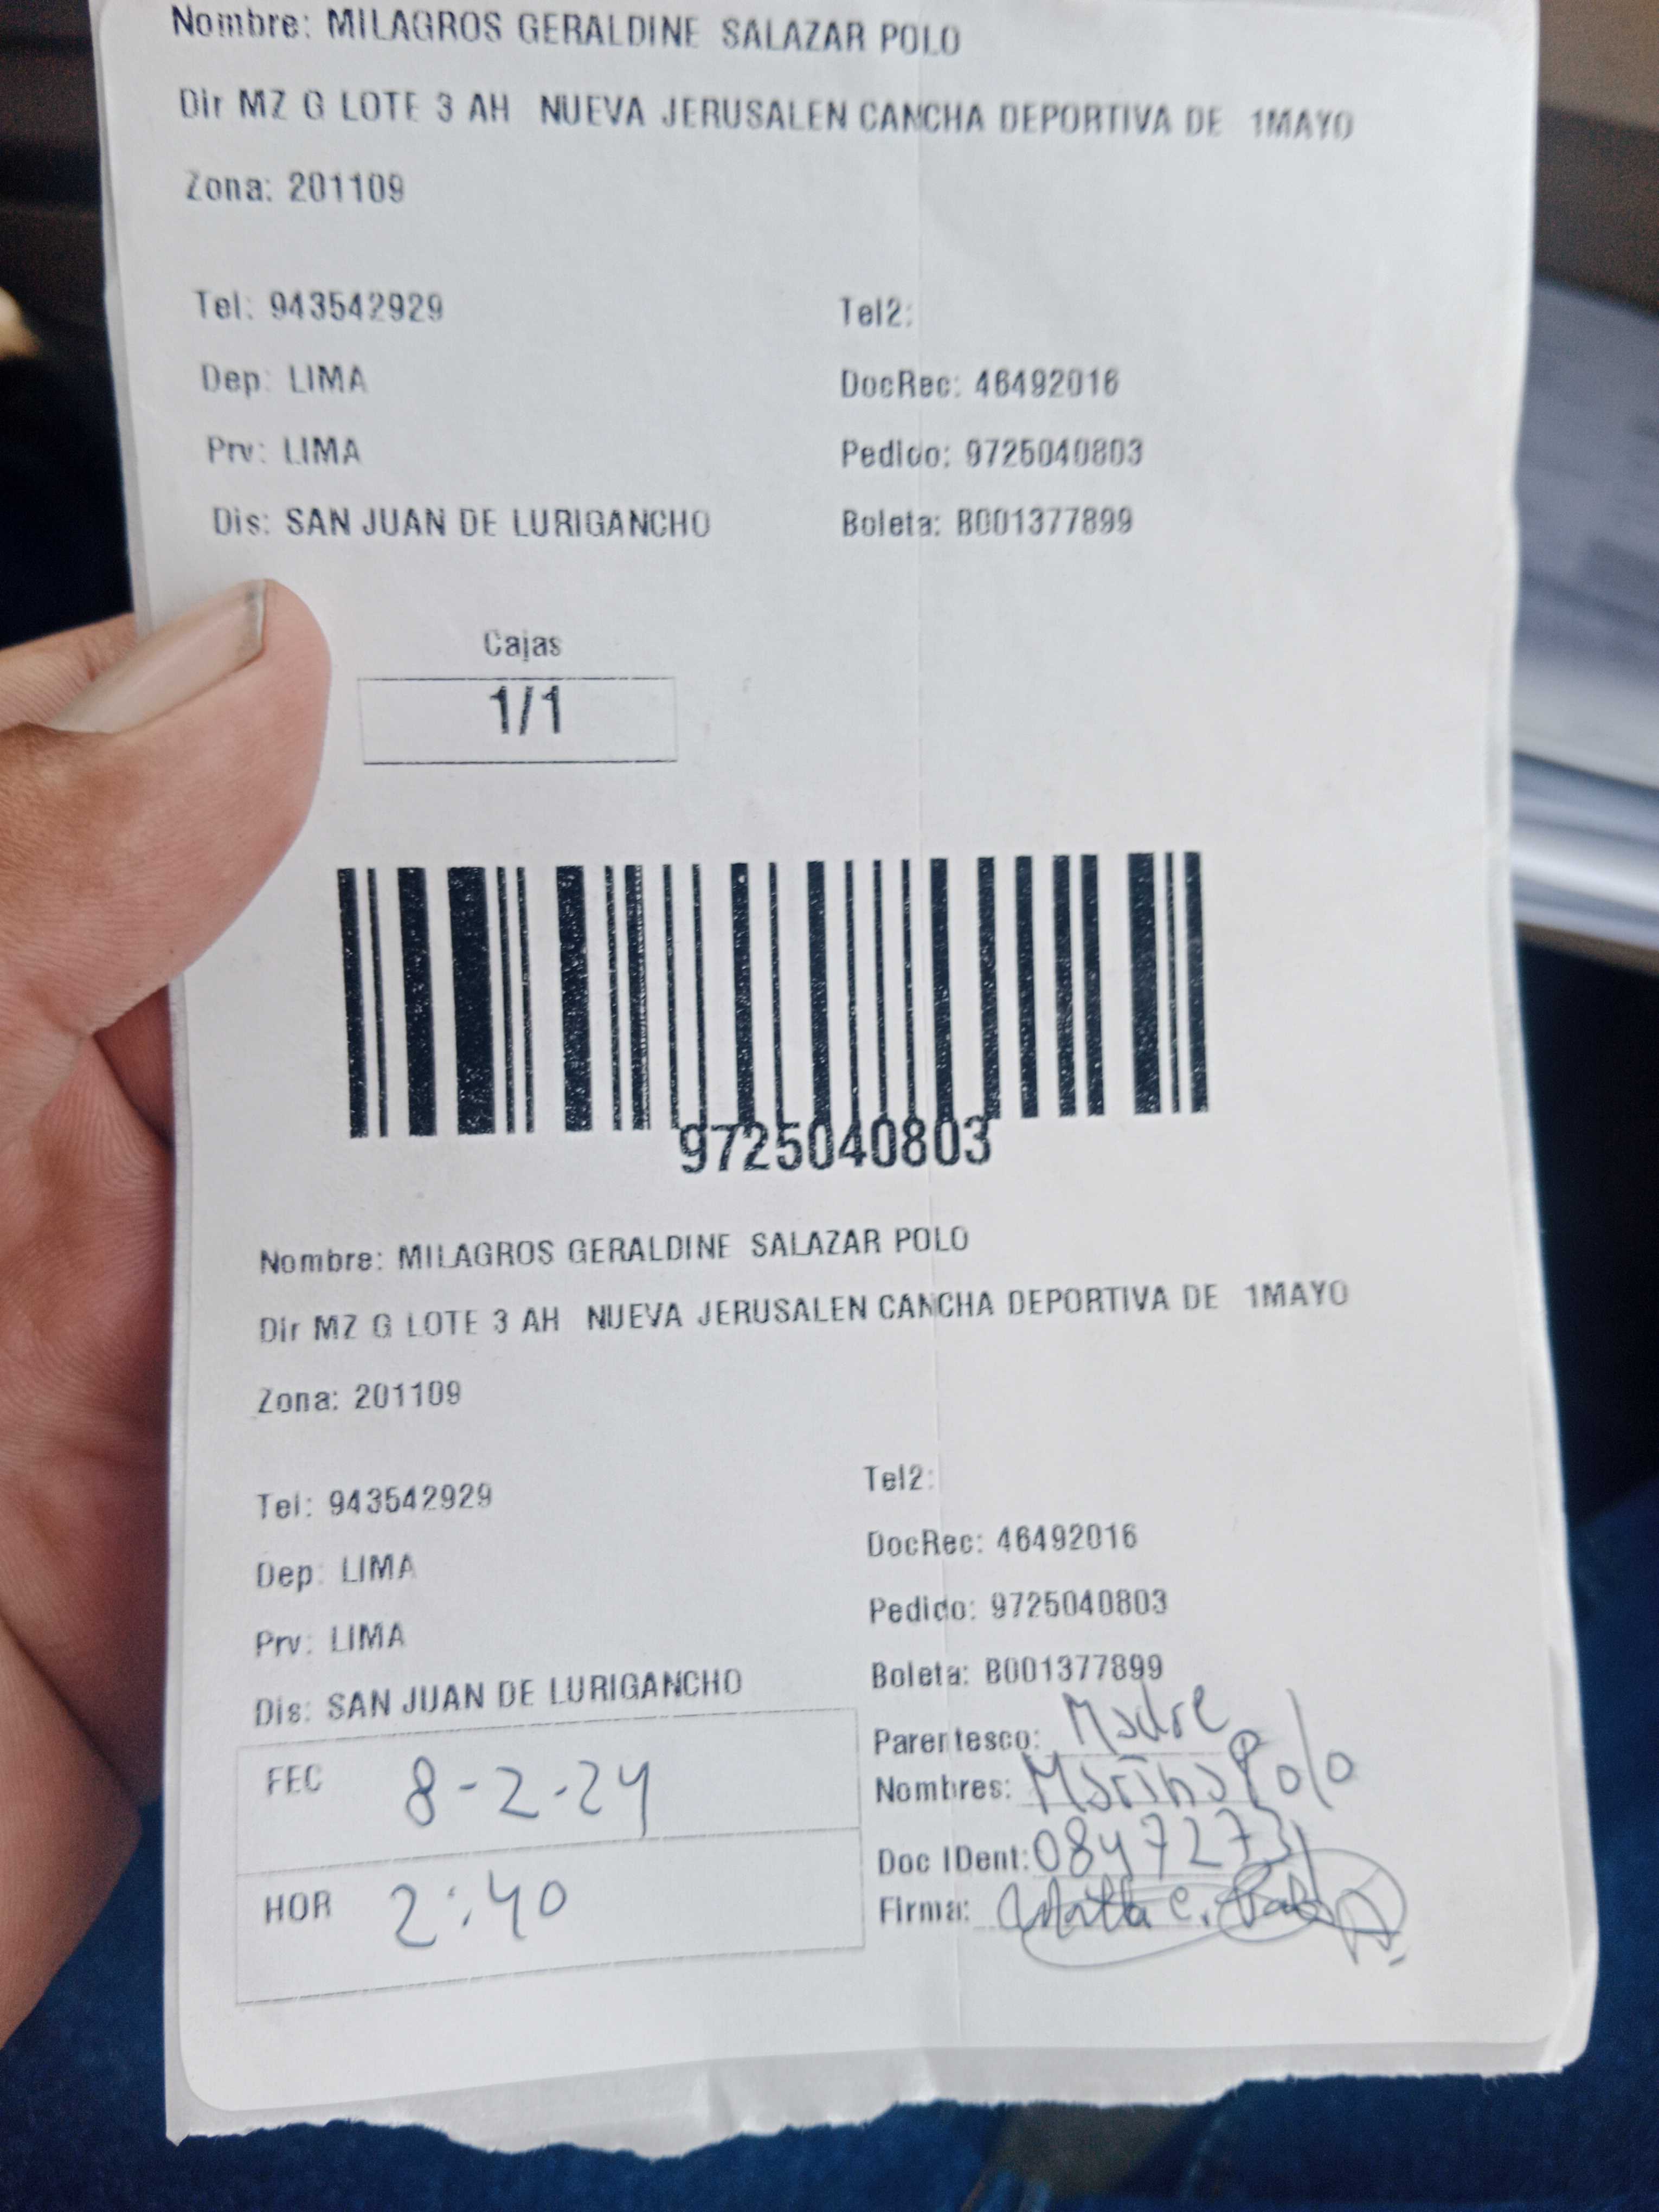 Nombre: MILAGROS GERALDINE SALAZAR POLO
Dir MZ G LOTE 3 AH NUEVA JERUSALEN CANCHA DEPORTIVA DE 1MAYO
Zona: 201109
Tel: 943542929 Tel2:
Dep: LIMA DocRec: 46492016
Prv: LIMA Pedido: 9725040803
Dis: SAN JUAN DE LURIGANCHO Boleta: B001377899
Cajas
1/1
9725040803
Nombre: MILAGROS GERALDINE SALAZAR POLO
Dir MZ G LOTE 3 AH NUEVA JERUSALEN CANCHA DEPORTIVA DE 1MAYO
Zona: 201109
Tel: 943542929 Tel2:
Dep: LIMA DocRec: 46492016
Prv: LIMA Pedido: 9725040803
Dis: SAN JUAN DE LURIGANCHO Boleta: B001377899
Parentesco: Madre
FEC 8-2-24 Nombres: Marina Polo
Doc IDent: 08472731
HOR 2:40 Firma: